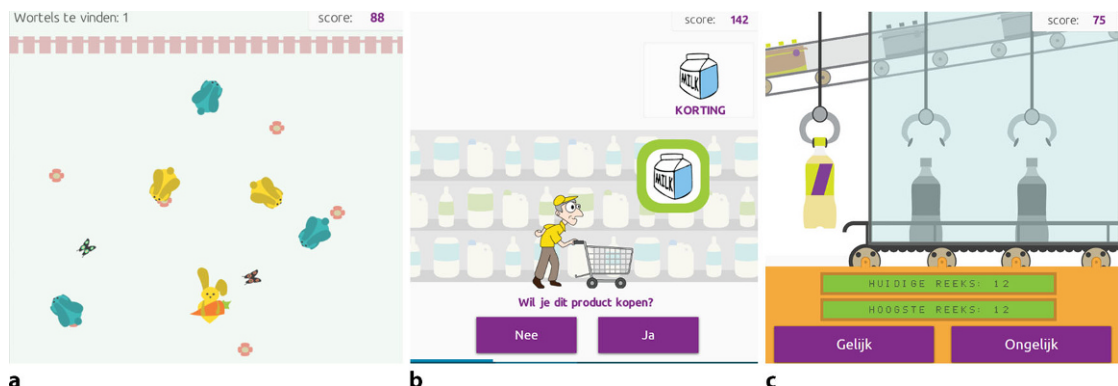 Wortels te vinden: 1
score: 88
score: 142
MILK
KORTING
MILK
Wil je dit product kopen?
Nee
Ja
score: 75
HUIDIGE REEKS: 12
HOOGSTE REEKS: 12
Gelijk
Ongelijk
a
b
c